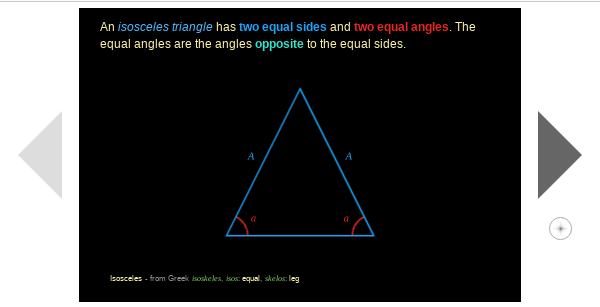 An isosceles triangle has two equal sides and two equal angles. The
equal angles are the angles opposite to the equal sides.
A
A
a
a
Isosceles - from Greek isoskeles, isos: equal, skelos: leg